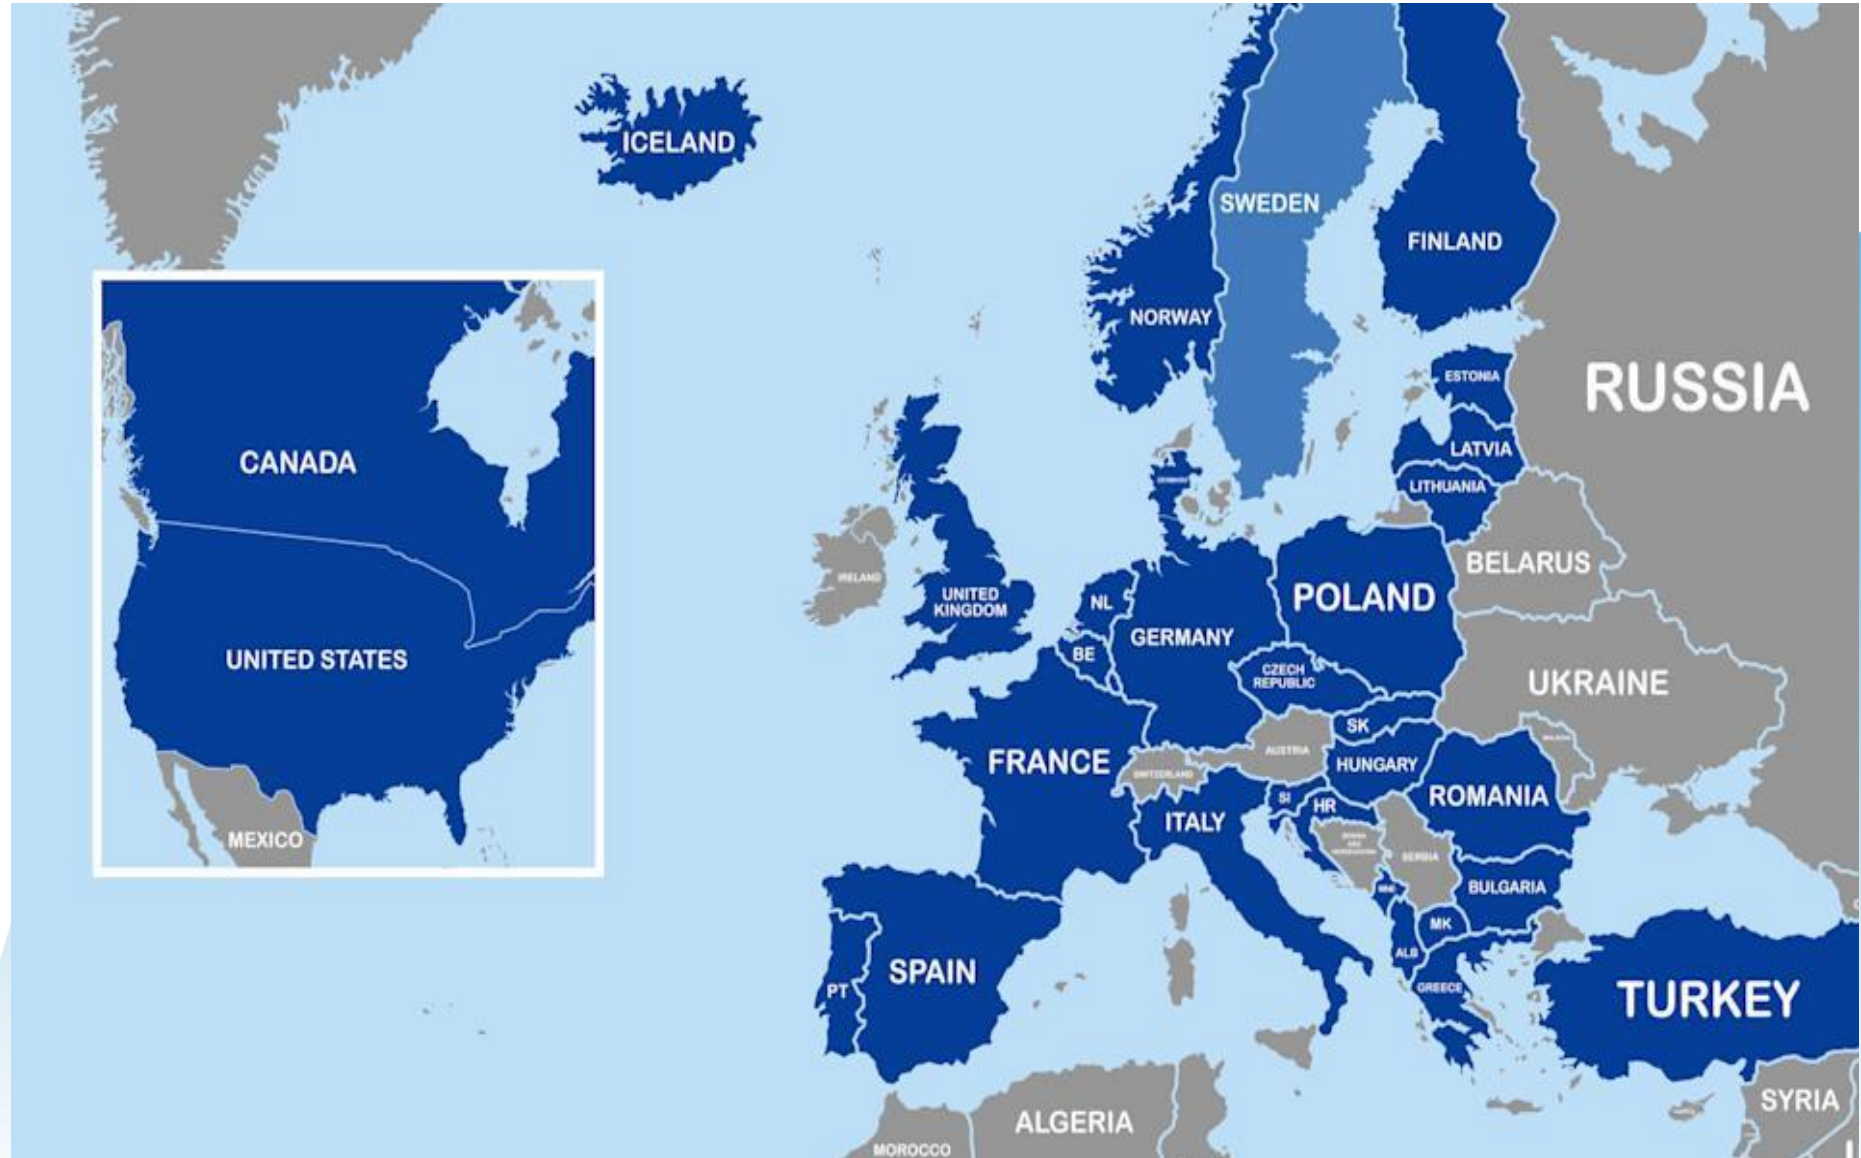 ICELAND
SWEDEN
FINLAND
NORWAY
RUSSIA
ESTONIA
LATVIA
LITHUANIA
CANADA
UNITED STATES
MEXICO
IRELAND
UNITED
KINGDOM
NL
BE
GERMANY
POLAND
BELARUS
UKRAINE
CZECH
REPUBLIC
SK
AUSTRIA
HUNGARY
FRANCE
SWITZERLAND
ITALY
SI
HR
ROMANIA
SERBIA
BULGARIA
MK
ALB
GREECE
PT
SPAIN
TURKEY
SYRIA
ALGERIA
MOROCCO